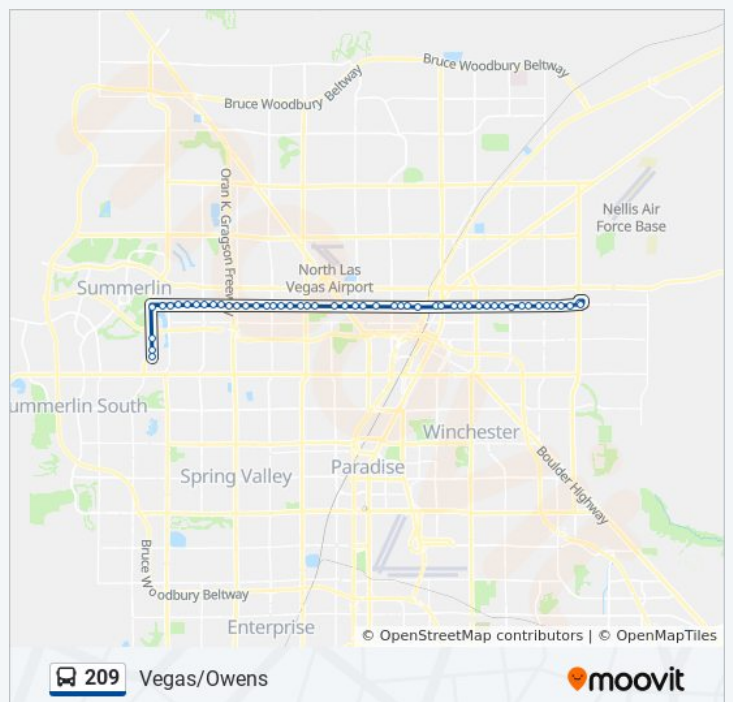 Bruce Woodbury Beltway
Bruce Woodbury Beltway
Oran K. Gragson Freeway
Nellis Air
Force Base
North Las
Vegas Airport
Summerlin
ummerlin South
Winchester
Paradise
Spring Valley
Boulder Highway
Bruce Woodbury Beltway
Enterprise
© OpenStreetMap contributors | © OpenMapTiles
209 Vegas/Owens
moovit